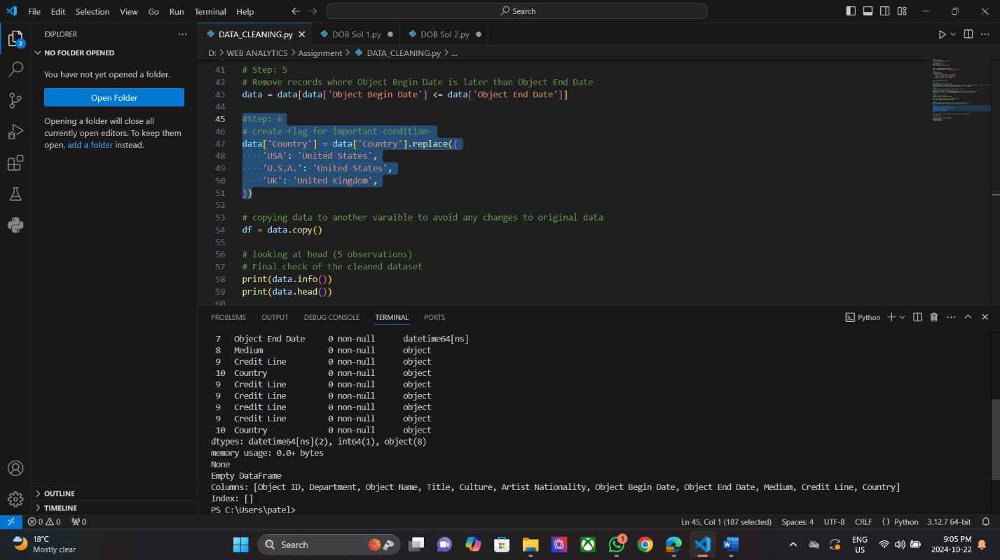 File Edit Selection View Go Run Terminal Help
Search
EXPLORER
DATA_CLEANING.py
DOB Sol 1.py
DOB Sol 2.py
NO FOLDER OPENED
D: > WEB ANALYTICS > Assignment > DATA_CLEANING.py > ...
You have not yet opened a folder.
Open Folder
Opening a folder will close all
currently open editors. To keep them
open, add a folder instead.
41 # Step: 5
42 # Remove records where Object Begin Date is later than Object End Date
43 data = data[data['Object Begin Date'] <= data['Object End Date']]
44
45 #Step: 6
46 # create flag for important condition
47 data['Country'] = data['Country'].replace({
48     'USA': 'United States',
49     'U.S.A.': 'United States',
50     'UK': 'United Kingdom',
51 })
52
53 # copying data to another varaible to avoid any changes to original data
54 df = data.copy()
55
56 # looking at head (5 observations)
57 # Final check of the cleaned dataset
58 print(data.info())
59 print(data.head())
60
PROBLEMS OUTPUT DEBUG CONSOLE TERMINAL PORTS
Python
7 Object End Date 0 non-null datetime64[ns]
8 Medium 0 non-null object
9 Credit Line 0 non-null object
10 Country 0 non-null object
9 Credit Line 0 non-null object
9 Credit Line 0 non-null object
9 Credit Line 0 non-null object
9 Credit Line 0 non-null object
10 Country 0 non-null object
dtypes: datetime64[ns](2), int64(1), object(8)
memory usage: 0.0+ bytes
None
Empty DataFrame
Columns: [Object ID, Department, Object Name, Title, Culture, Artist Nationality, Object Begin Date, Object End Date, Medium, Credit Line, Country]
Index: []
PS C:\Users\patel>
OUTLINE
TIMELINE
2
0 0 0
Ln 45, Col 1 (187 selected) Spaces: 4 UTF-8 CRLF {} Python 3.12.7 64-bit
18°C
Mostly clear
Search
1
ENG
US
9:05 PM
2024-10-22